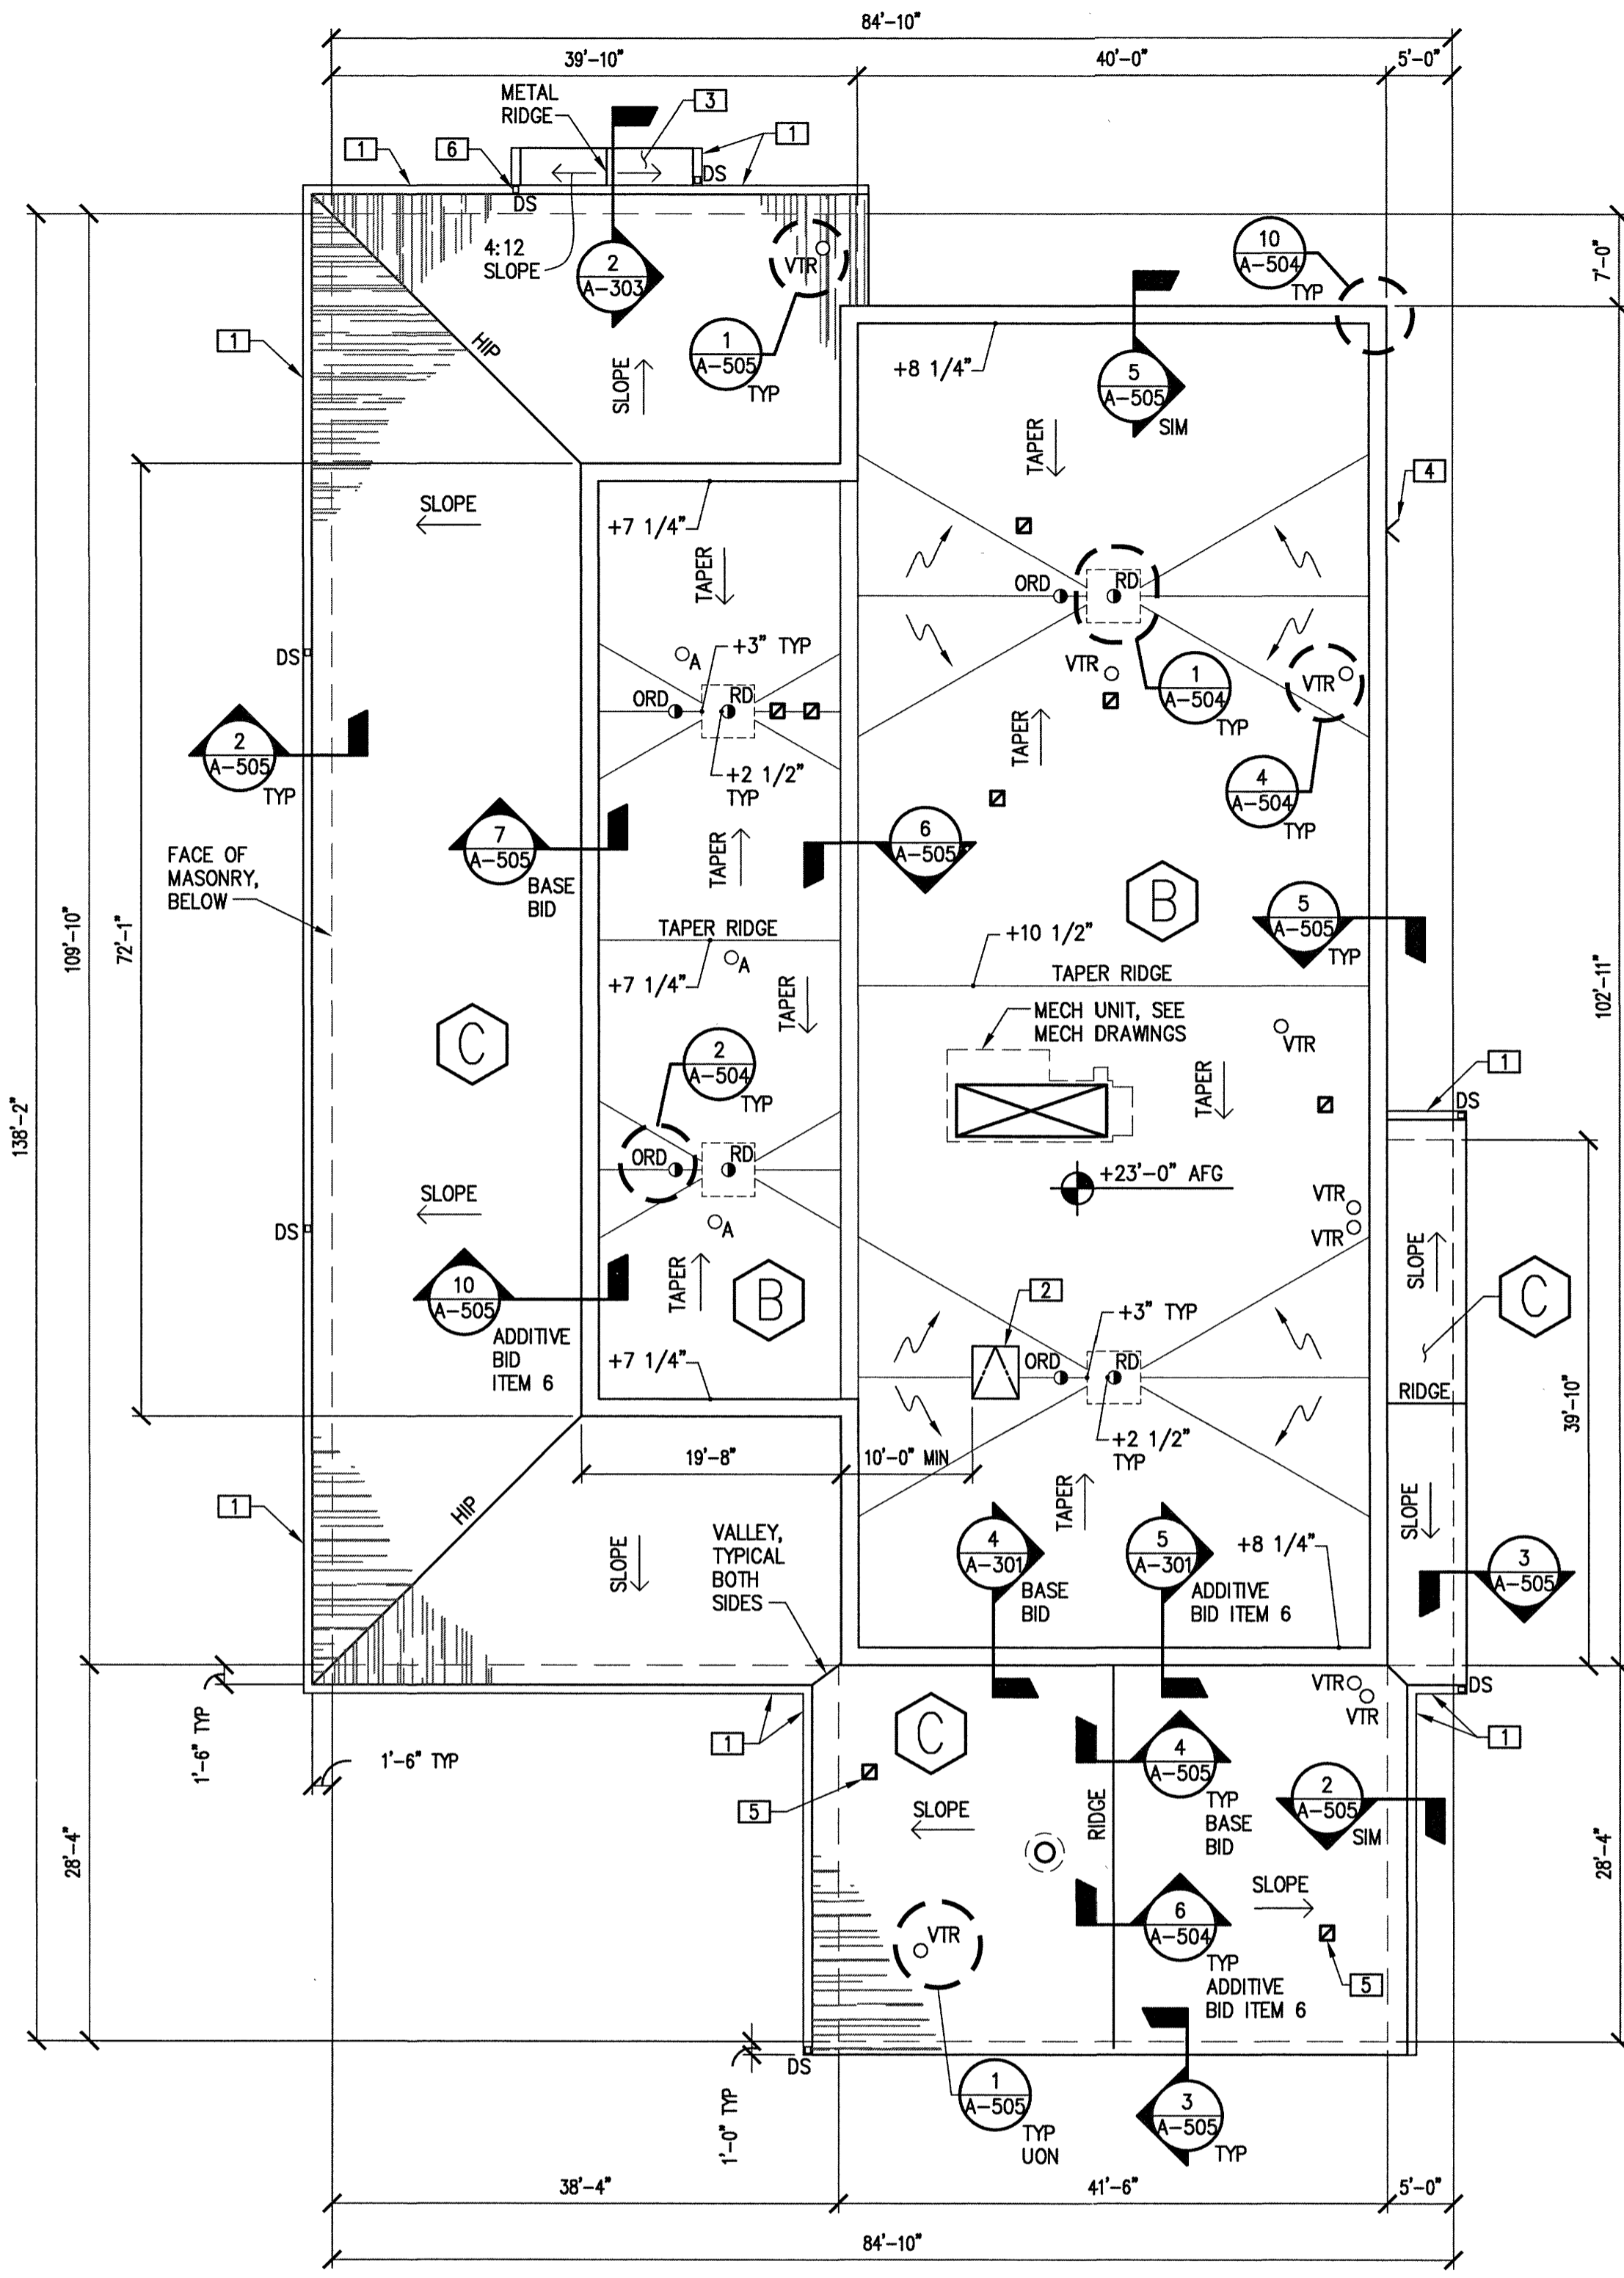 84'-10"
39'-10"
40'-0"
5'-0"
METAL
RIDGE
3
1
6
1
DS
DS
4:12
SLOPE
2
A-303
VTR
10
A-504
TYP
7'-0"
1
HIP
SLOPE
1
A-505
TYP
+8 1/4"
5
A-505
SIM
TAPER
SLOPE
+7 1/4"
4
TAPER
ORD
RD
DS
A
+3" TYP
VTR
1
A-504
TYP
VTR
ORD
RD
2
A-505
TYP
+2 1/2"
TYP
TAPER
4
A-504
TYP
FACE OF
MASONRY,
BELOW
7
A-505
BASE
BID
TAPER
6
A-505
B
5
A-505
TYP
109'-10"
72'-1"
TAPER RIDGE
A
+7 1/4"
+10 1/2"
TAPER RIDGE
102'-11"
C
TAPER
MECH UNIT, SEE
MECH DRAWINGS
VTR
2
A-504
TYP
TAPER
1
DS
138'-2"
ORD
RD
+23'-0" AFG
SLOPE
A
VTR
VTR
DS
SLOPE
10
A-505
ADDITIVE
BID
ITEM 6
TAPER
B
2
+3" TYP
C
+7 1/4"
ORD
RD
RIDGE
39'-10"
19'-8"
10'-0" MIN
+2 1/2"
TYP
1
HIP
SLOPE
VALLEY,
TYPICAL
BOTH
SIDES
TAPER
4
A-301
BASE
BID
5
A-301
ADDITIVE
BID ITEM 6
+8 1/4"
SLOPE
3
A-505
VTR
VTR
DS
1'-6" TYP
1'-6" TYP
1
C
4
A-505
TYP
BASE
BID
1
5
SLOPE
RIDGE
2
A-505
SIM
28'-4"
28'-4"
SLOPE
6
A-504
TYP
ADDITIVE
BID ITEM 6
VTR
5
DS
1'-0" TYP
1
A-505
TYP
UON
3
A-505
TYP
38'-4"
41'-6"
5'-0"
84'-10"